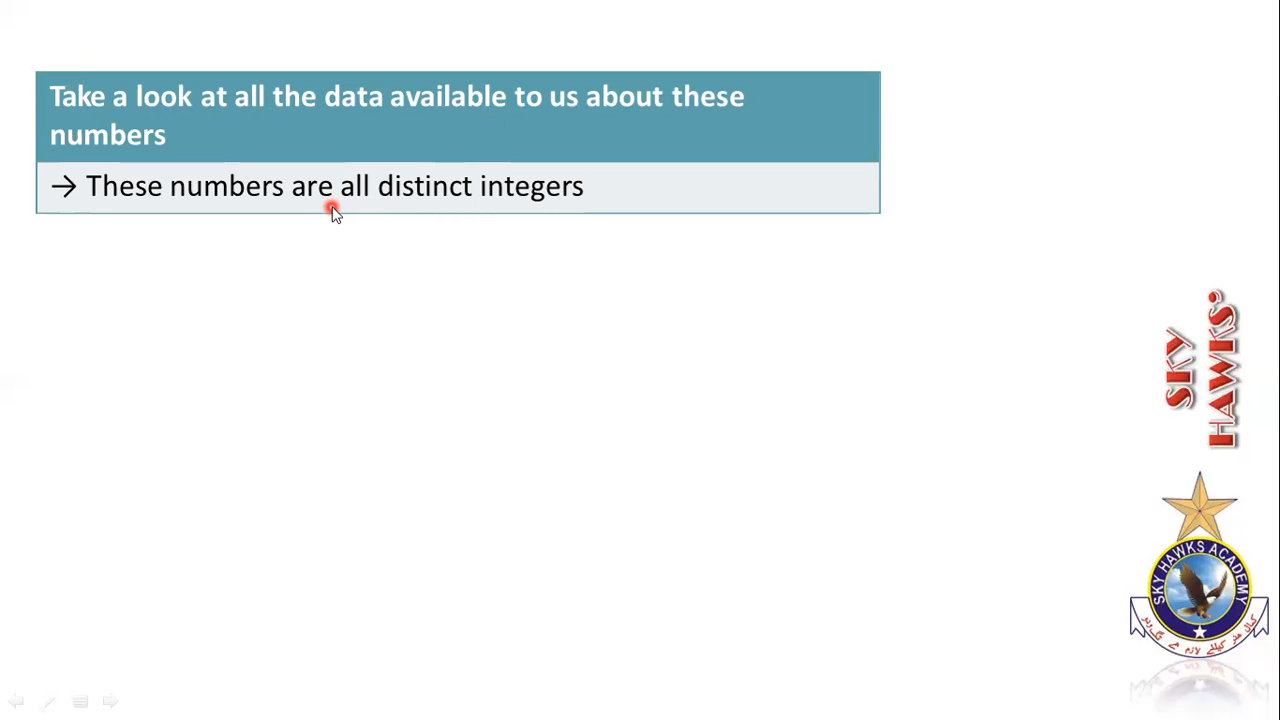 Take a look at all the data available to us about these
numbers
→ These numbers are all distinct integers
SKY
HAWKS
SKY HAWKS ACADEMY